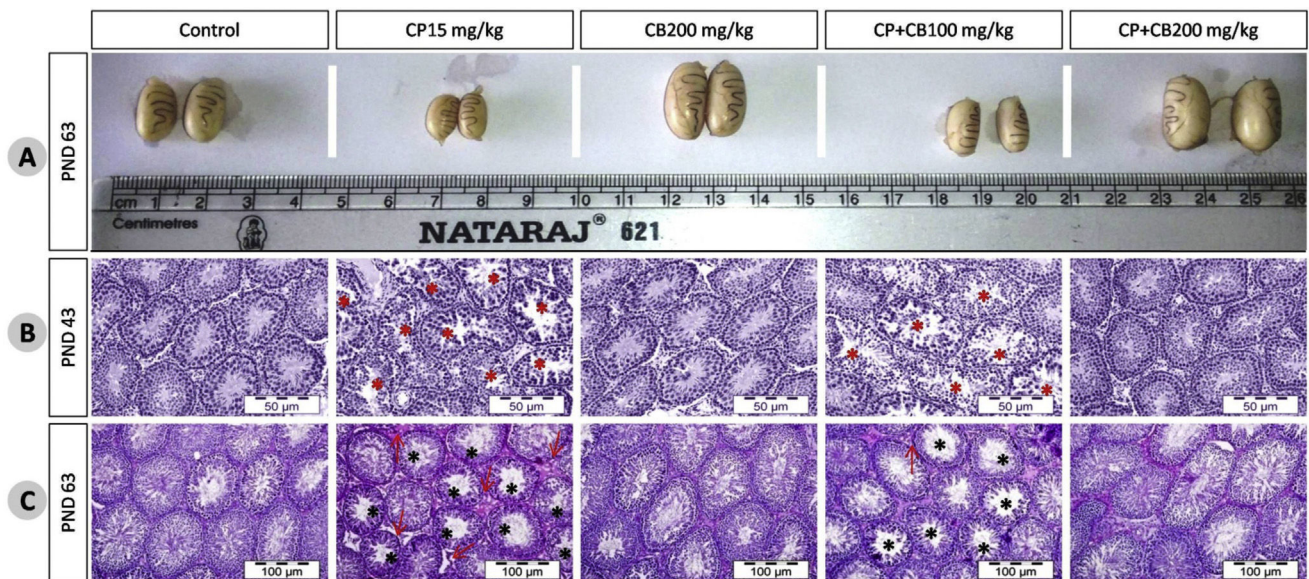 Control CP15 mg/kg CB200 mg/kg CP+CB100 mg/kg CP+CB200 mg/kg
A
PND 63
cm 1 2 3 4 5 6 7 8 9 10 11 12 13 14 15 16 17 18 19 20 21 22 23 24 25 26
Centimetres
NATARAJ® 621
B
PND 43
50 µm 50 µm 50 µm 50 µm 50 µm
C
PND 63
100 µm 100 µm 100 µm 100 µm 100 µm